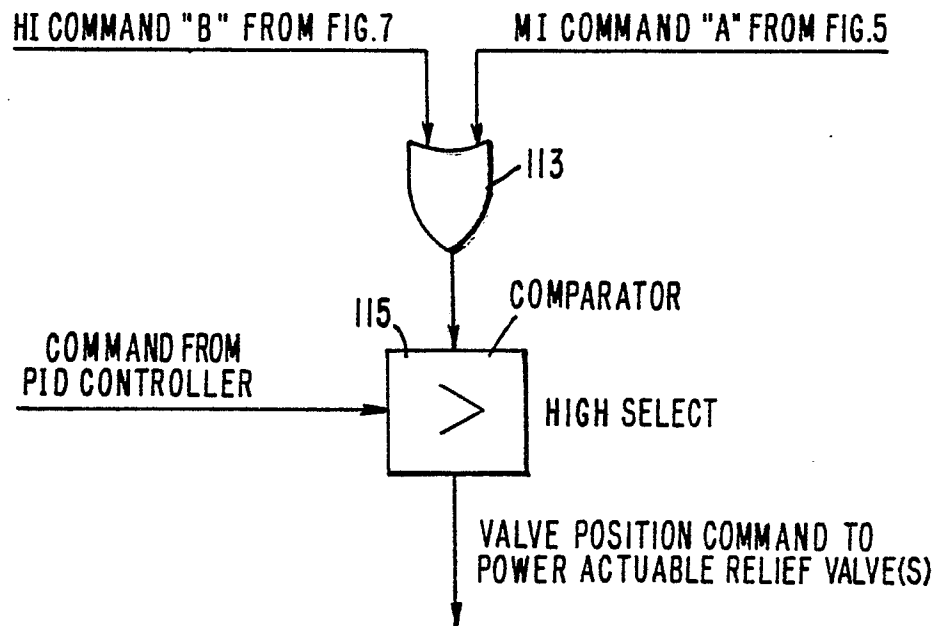 HI COMMAND "B" FROM FIG.7
MI COMMAND "A" FROM FIG.5
113
115
COMPARATOR
COMMAND FROM
PID CONTROLLER
>
HIGH SELECT
VALVE POSITION COMMAND TO
POWER ACTUABLE RELIEF VALVE(S)